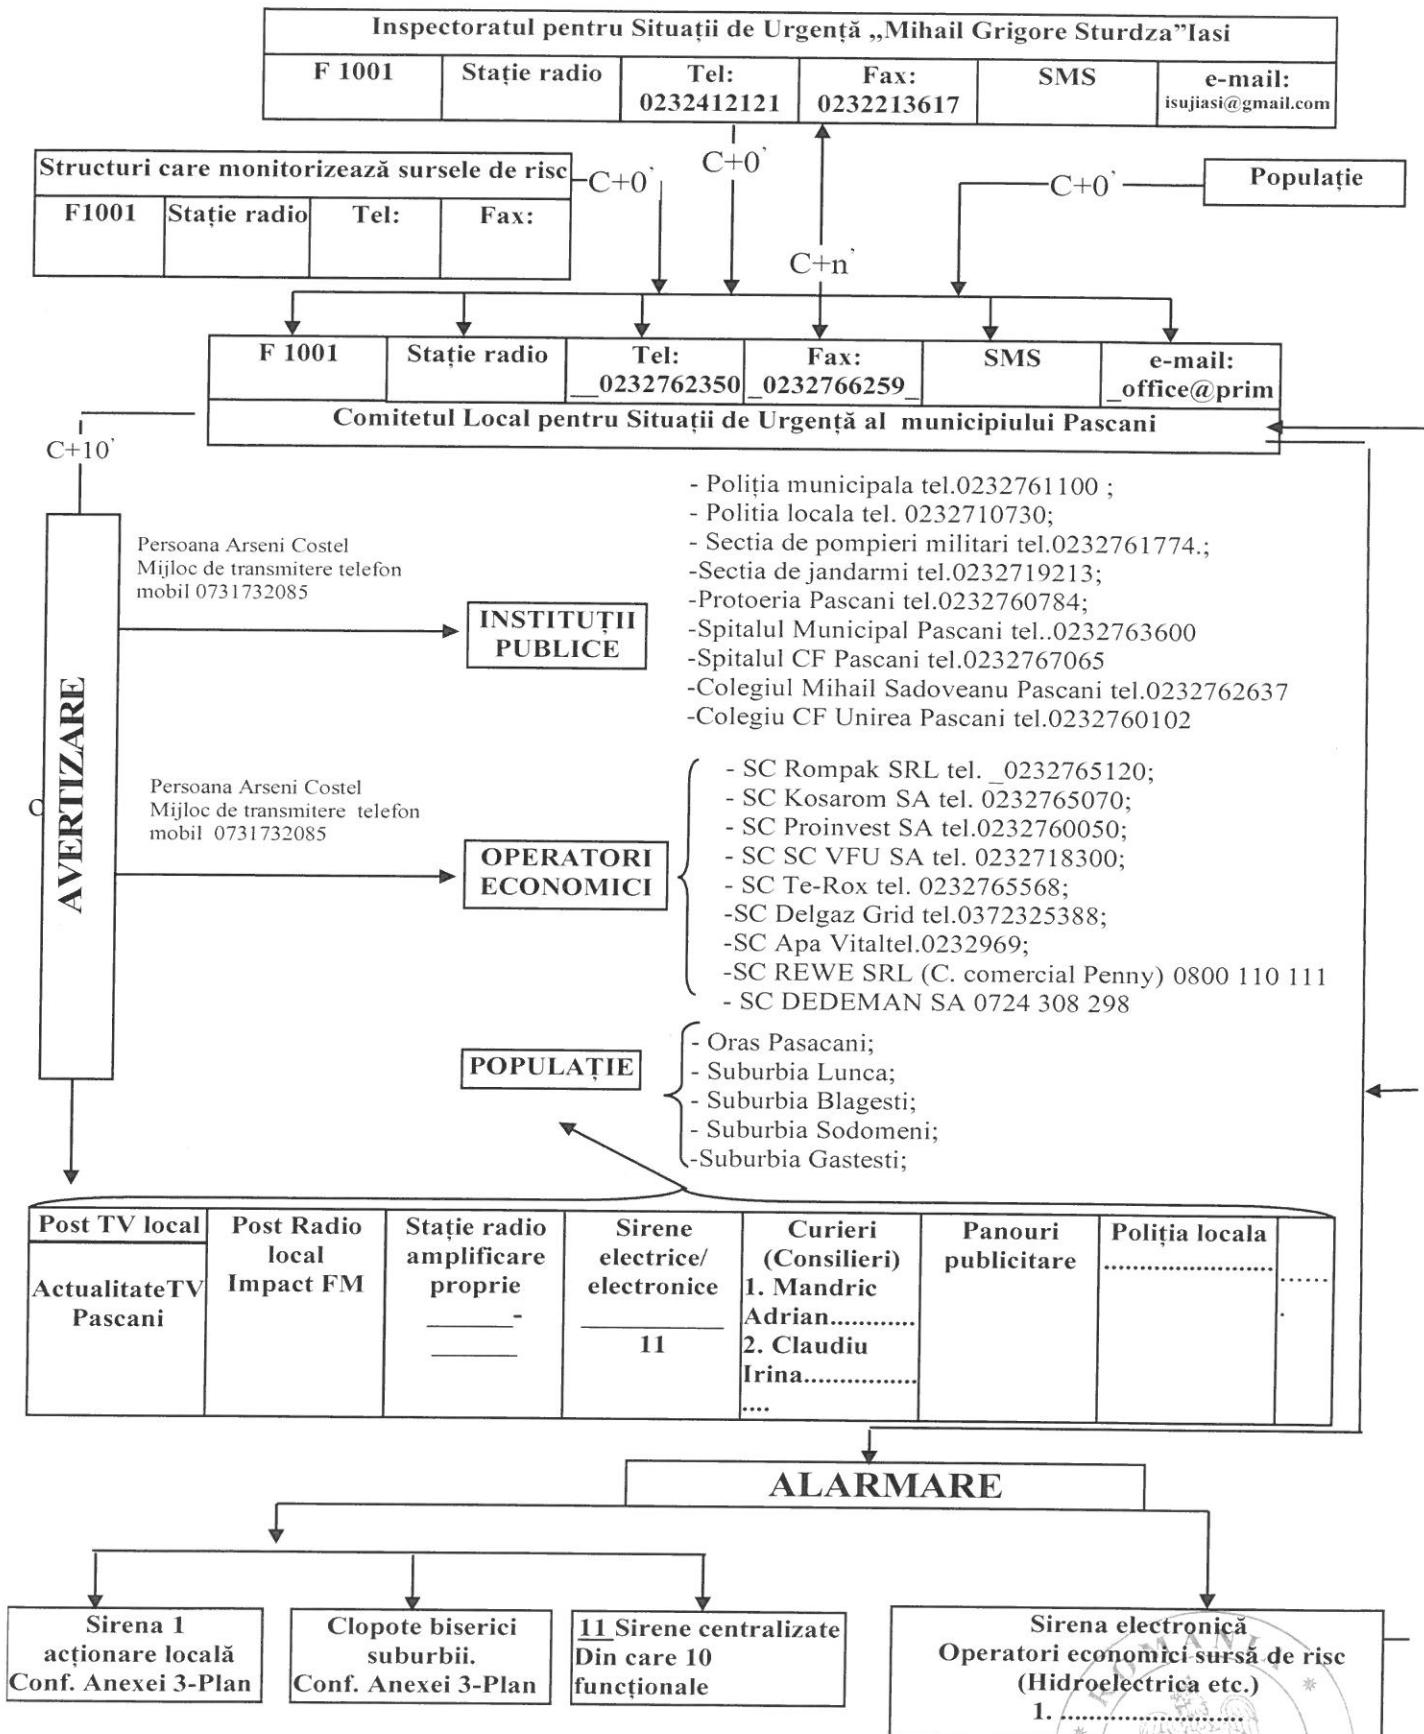 Inspectoratul pentru Situații de Urgență „Mihail Grigore Sturdza”Iasi
F 1001
Stație radio
Tel:
0232412121
Fax:
0232213617
SMS
e-mail:
isujiasi@gmail.com
Structuri care monitorizează sursele de risc
F1001
Stație radio
Tel:
Fax:
C+0’
C+0’
C+n’
C+0’
Populație
F 1001
Stație radio
Tel:
__0232762350
Fax:
_0232766259_
SMS
e-mail:
_office@prim
Comitetul Local pentru Situații de Urgență al municipiului Pascani
C+10’
AVERTIZARE
Persoana Arseni Costel
Mijloc de transmitere telefon
mobil 0731732085
INSTITUȚII
PUBLICE
- Poliția municipala tel.0232761100 ;
- Politia locala tel. 0232710730;
- Sectia de pompieri militari tel.0232761774.;
-Sectia de jandarmi tel.0232719213;
-Protoeria Pascani tel.0232760784;
-Spitalul Municipal Pascani tel..0232763600
-Spitalul CF Pascani tel.0232767065
-Colegiul Mihail Sadoveanu Pascani tel.0232762637
-Colegiu CF Unirea Pascani tel.0232760102
Persoana Arseni Costel
Mijloc de transmitere telefon
mobil 0731732085
OPERATORI
ECONOMICI
- SC Rompak SRL tel. _0232765120;
- SC Kosarom SA tel. 0232765070;
- SC Proinvest SA tel.0232760050;
- SC SC VFU SA tel. 0232718300;
- SC Te-Rox tel. 0232765568;
-SC Delgaz Grid tel.0372325388;
-SC Apa Vitaltel.0232969;
-SC REWE SRL (C. comercial Penny) 0800 110 111
- SC DEDEMAN SA 0724 308 298
POPULAȚIE
- Oras Pasacani;
- Suburbia Lunca;
- Suburbia Blagesti;
- Suburbia Sodomeni;
-Suburbia Gastesti;
Post TV local
ActualitateTV
Pascani
Post Radio
local
Impact FM
Stație radio
amplificare
proprie
______-
______
Sirene
electrice/
electronice
__________
11
Curieri
(Consilieri)
1. Mandric
Adrian............
2. Claudiu
Irina................
....
Panouri
publicitare
Poliția locala
........................
......
.
ALARMARE
Sirena 1
acționare locală
Conf. Anexei 3-Plan
Clopote biserici
suburbii.
Conf. Anexei 3-Plan
11 Sirene centralizate
Din care 10
funcționale
Sirena electronică
Operatori economici sursă de risc
(Hidroelectrica etc.)
1. ..........................